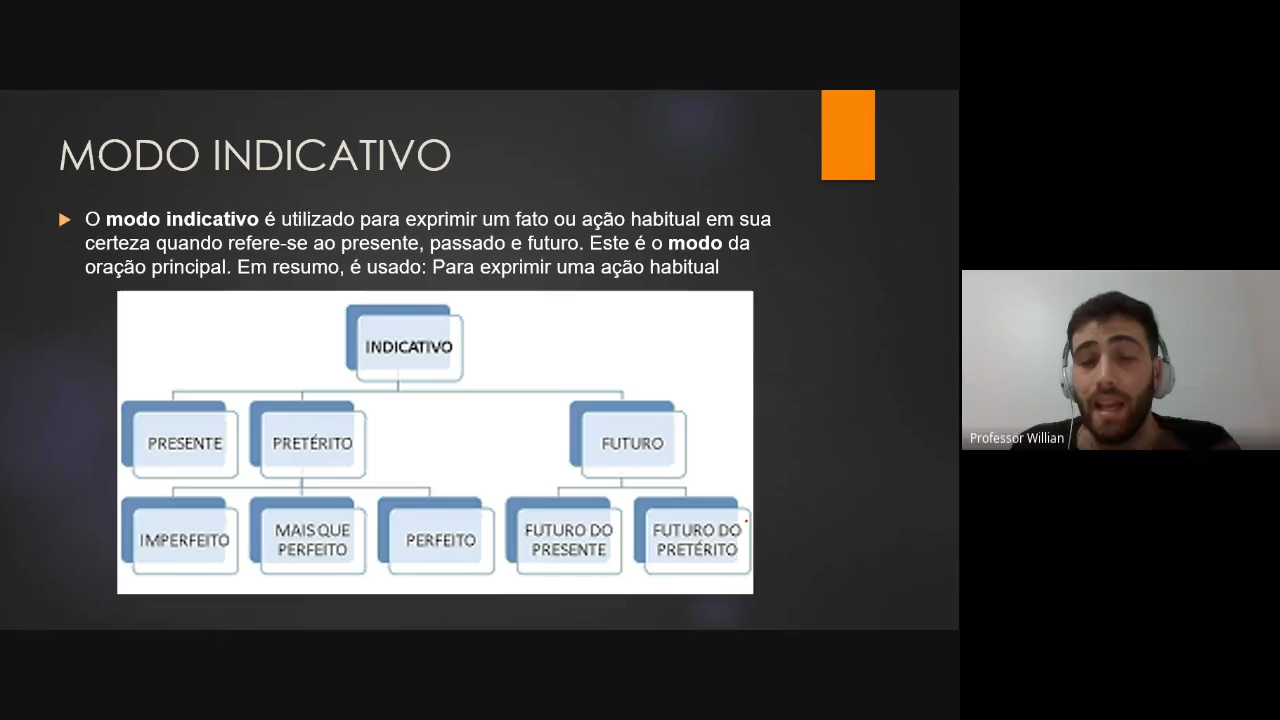 MODO INDICATIVO
O modo indicativo é utilizado para exprimir um fato ou ação habitual em sua
certeza quando refere-se ao presente, passado e futuro. Este é o modo da
oração principal. Em resumo, é usado: Para exprimir uma ação habitual
INDICATIVO
PRESENTE
PRETÉRITO
FUTURO
IMPERFEITO
MAIS QUE
PERFEITO
PERFEITO
FUTURO DO
PRESENTE
FUTURO DO
PRETÉRITO
Professor Willian